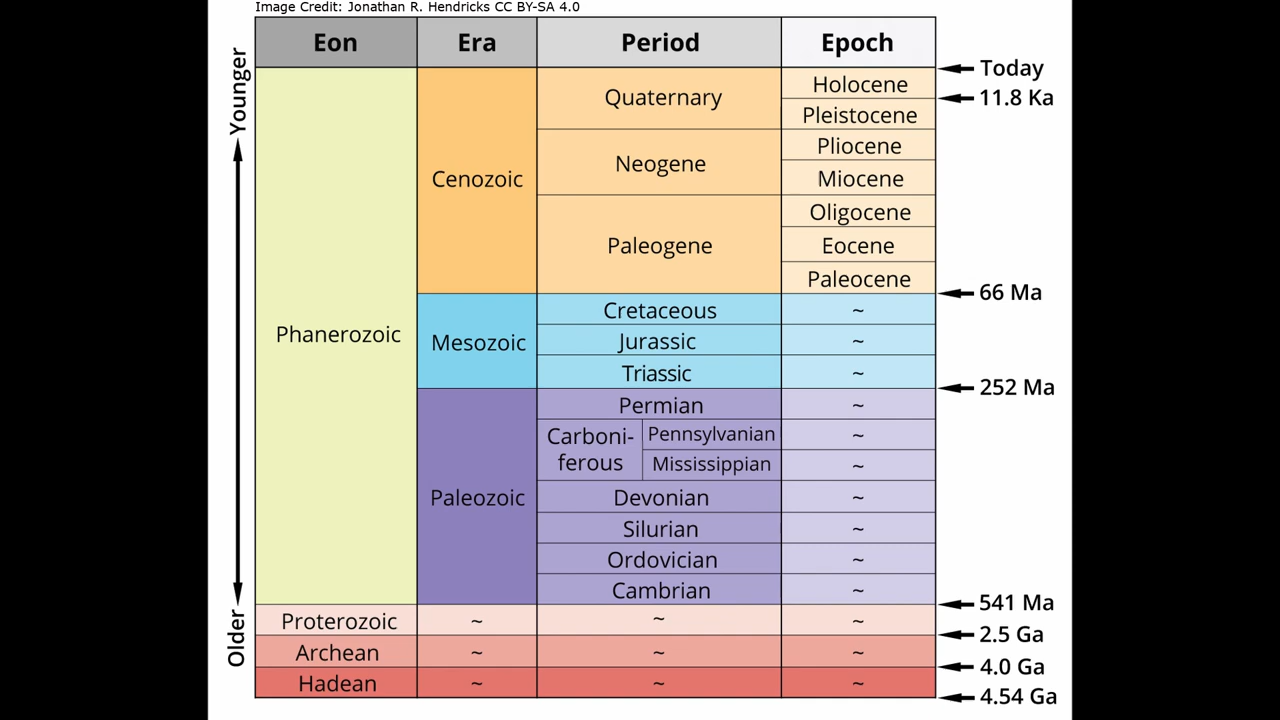 Image Credit: Jonathan R. Hendricks CC BY-SA 4.0
Eon Era Period Epoch
Younger
Older
Phanerozoic
Cenozoic
Quaternary
Holocene
Pleistocene
Neogene
Pliocene
Miocene
Paleogene
Oligocene
Eocene
Paleocene
Mesozoic
Cretaceous ~
Jurassic ~
Triassic ~
Paleozoic
Permian ~
Carboni-
ferous
Pennsylvanian ~
Mississippian ~
Devonian ~
Silurian ~
Ordovician ~
Cambrian ~
Proterozoic ~ ~ ~
Archean ~ ~ ~
Hadean ~ ~ ~
Today
11.8 Ka
66 Ma
252 Ma
541 Ma
2.5 Ga
4.0 Ga
4.54 Ga